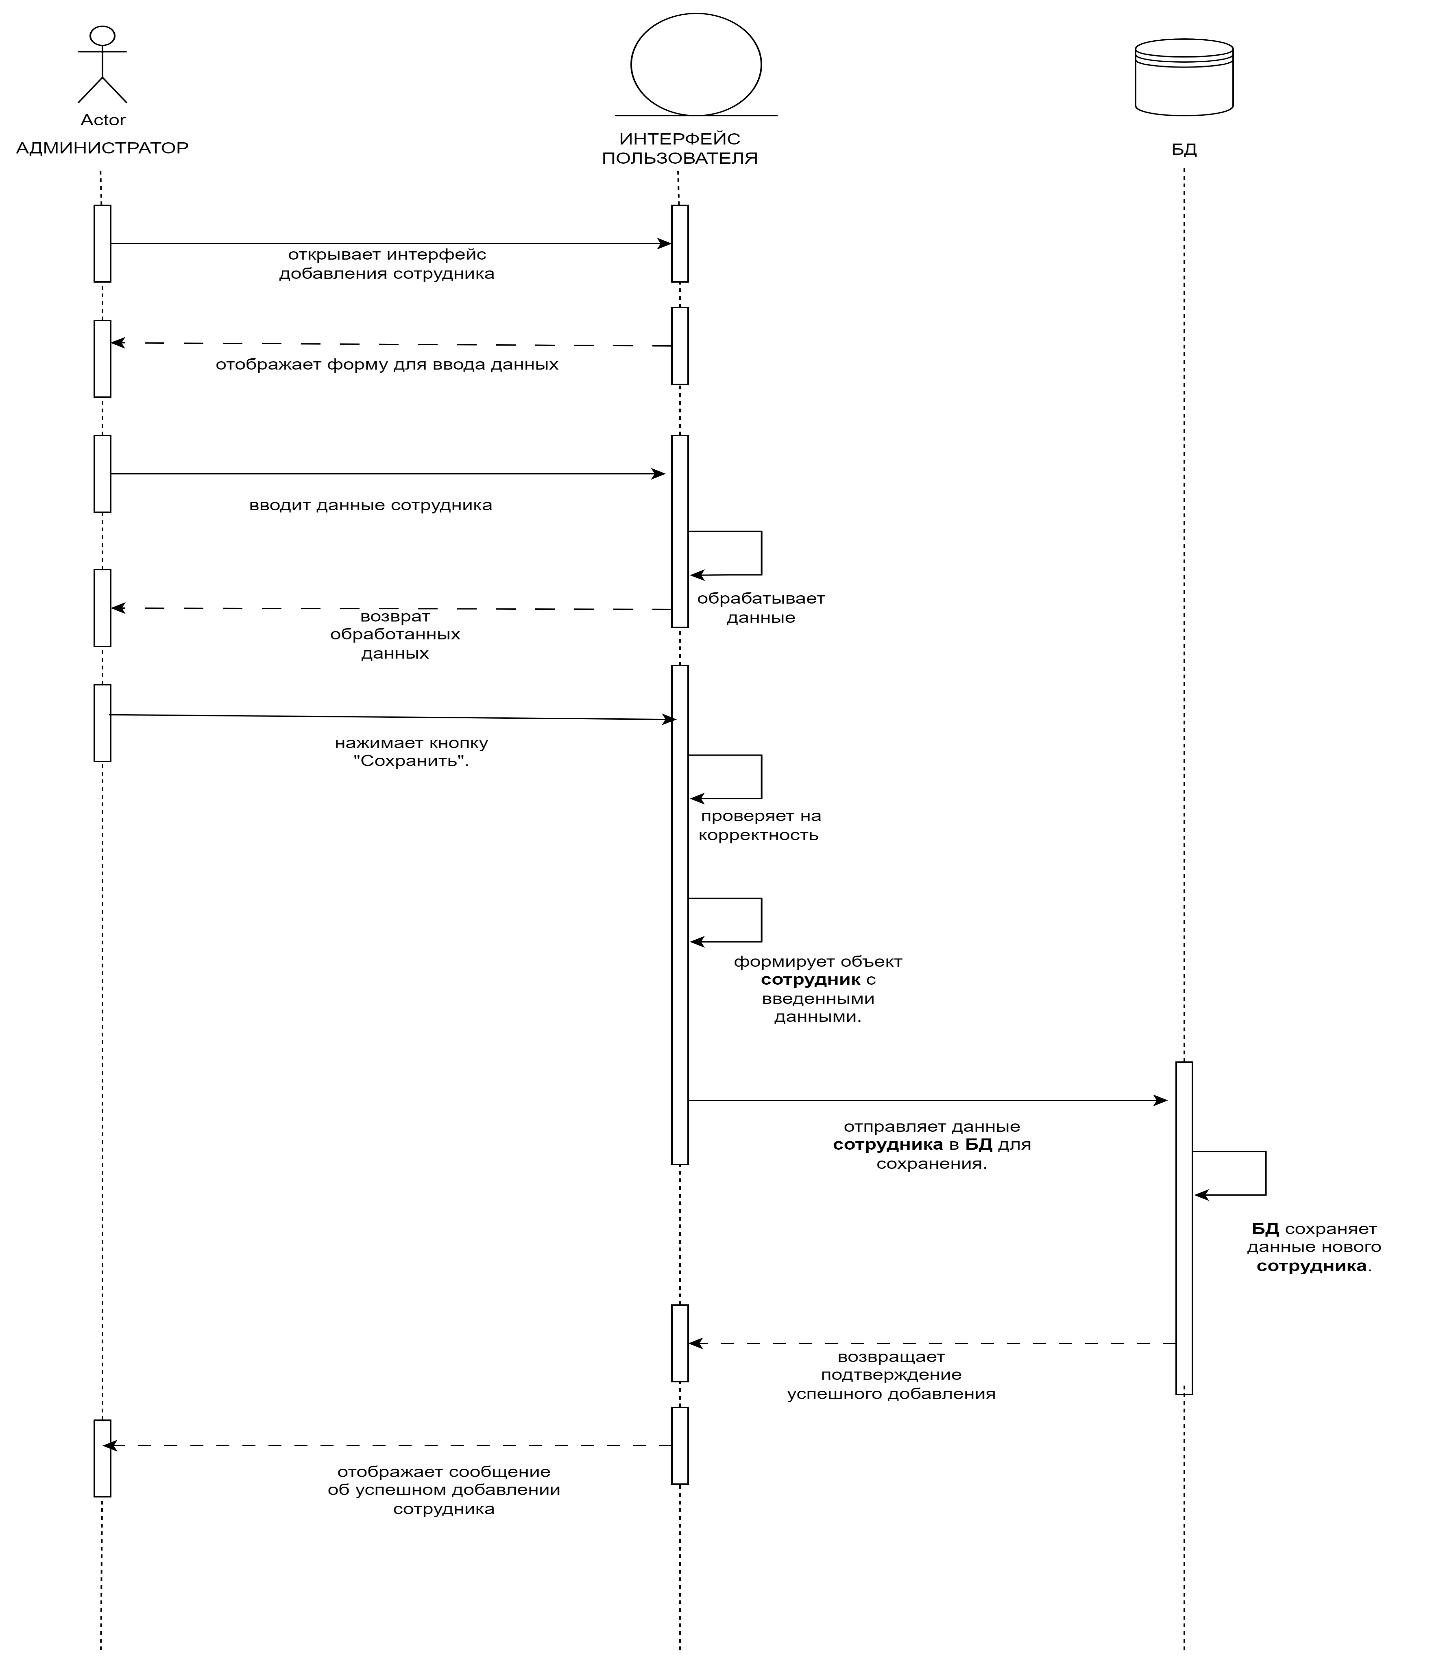 Actor
АДМИНИСТРАТОР
ИНТЕРФЕЙС
ПОЛЬЗОВАТЕЛЯ
БД
открывает интерфейс
добавления сотрудника
отображает форму для ввода данных
вводит данные сотрудника
обрабатывает
данные
возврат
обработанных
данных
нажимает кнопку
"Сохранить".
проверяет на
корректность
формирует объект
сотрудник с
введенными
данными.
отправляет данные
сотрудника в БД для
сохранения.
БД сохраняет
данные нового
сотрудника.
возвращает
подтверждение
успешного добавления
отображает сообщение
об успешном добавлении
сотрудника